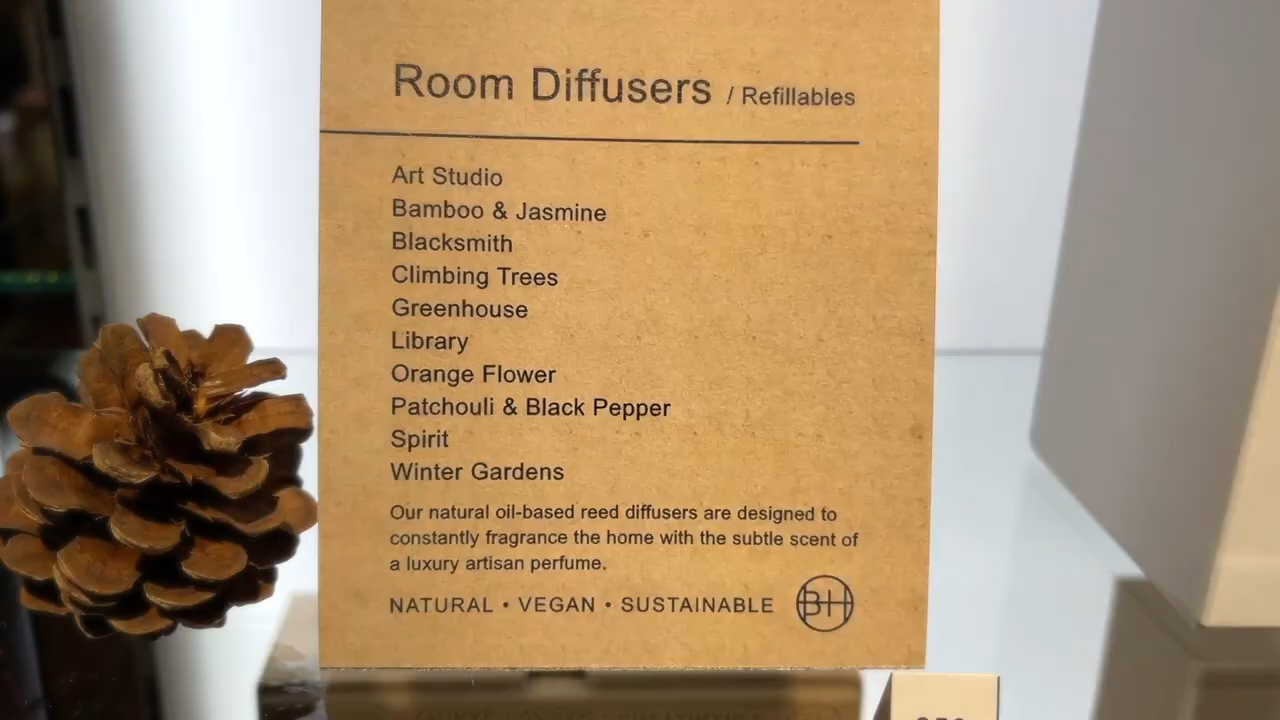 Room Diffusers / Refillables
Art Studio
Bamboo & Jasmine
Blacksmith
Climbing Trees
Greenhouse
Library
Orange Flower
Patchouli & Black Pepper
Spirit
Winter Gardens
Our natural oil-based reed diffusers are designed to
constantly fragrance the home with the subtle scent of
a luxury artisan perfume.
NATURAL • VEGAN • SUSTAINABLE BH